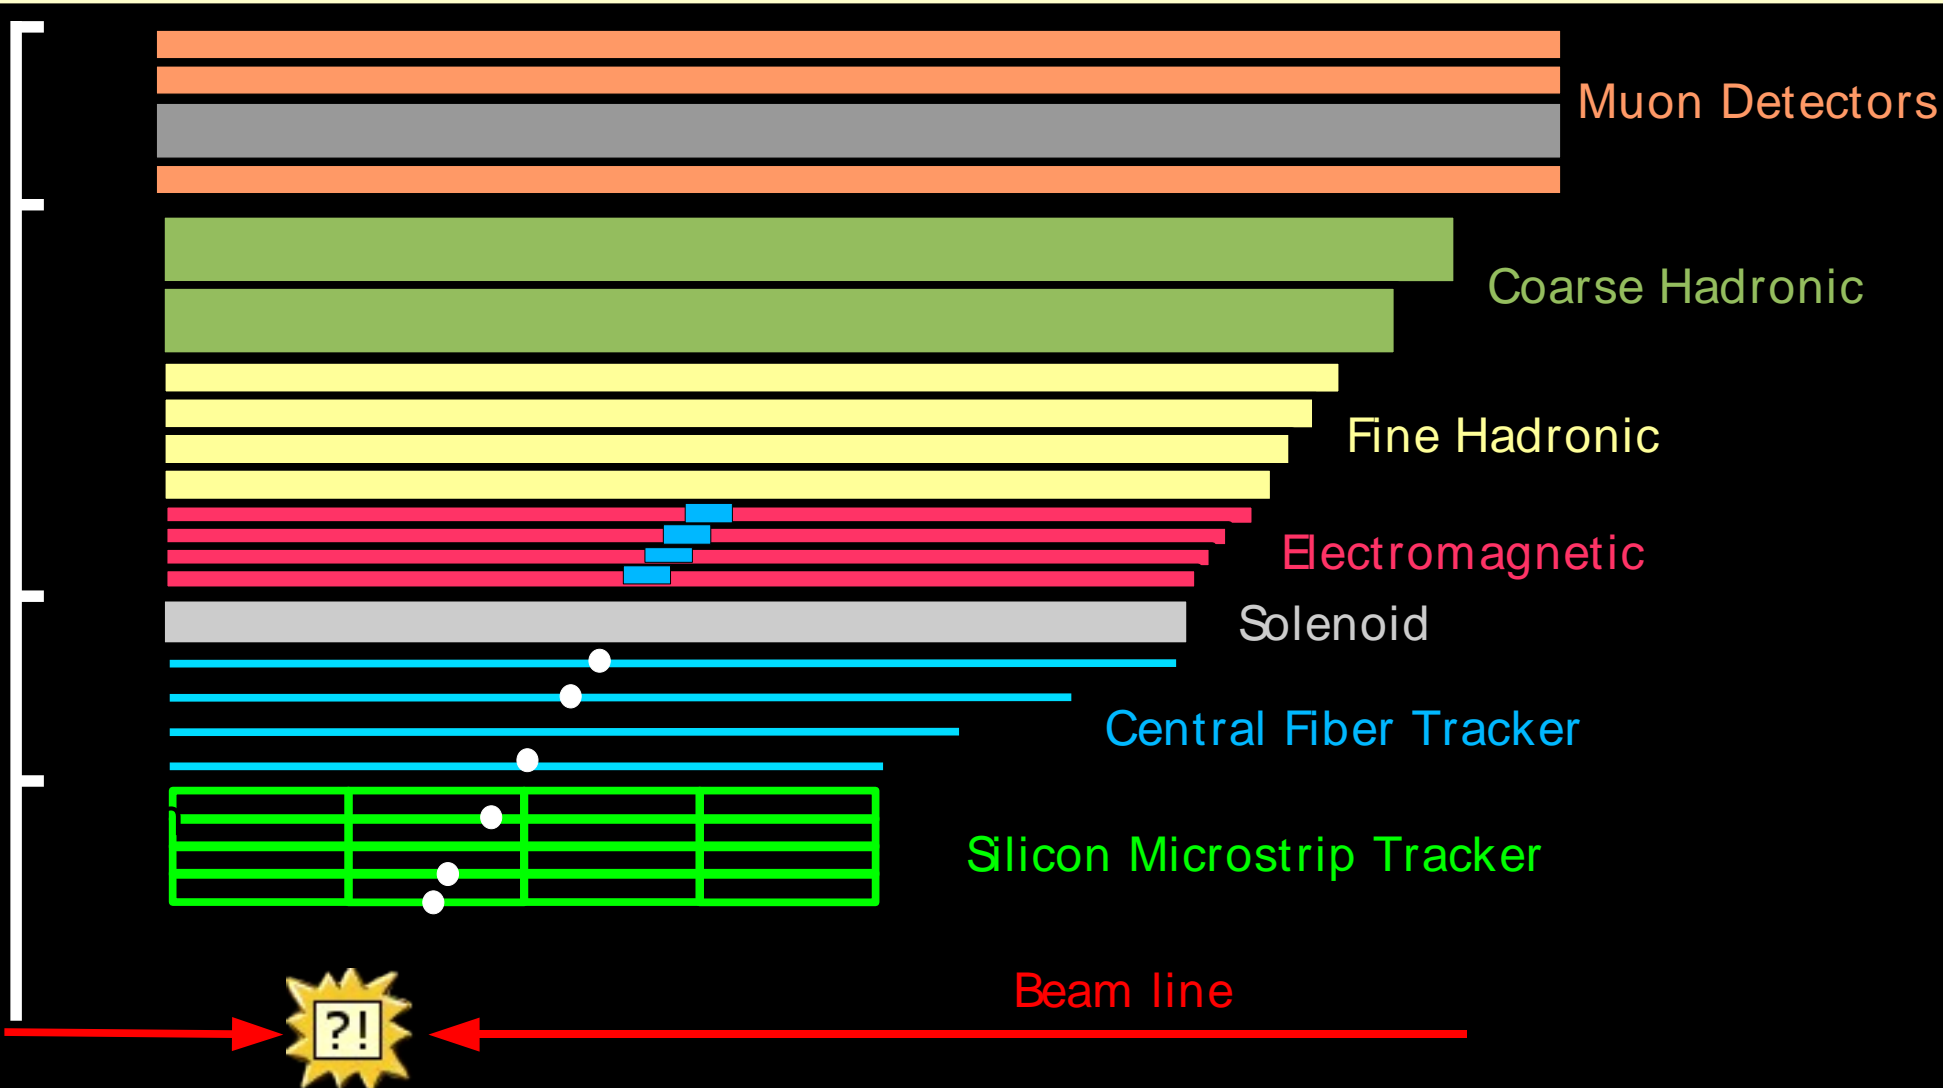 Muon Detectors
Coarse Hadronic
Fine Hadronic
Electromagnetic
Solenoid
Central Fiber Tracker
Silicon Microstrip Tracker
Beam line
?!